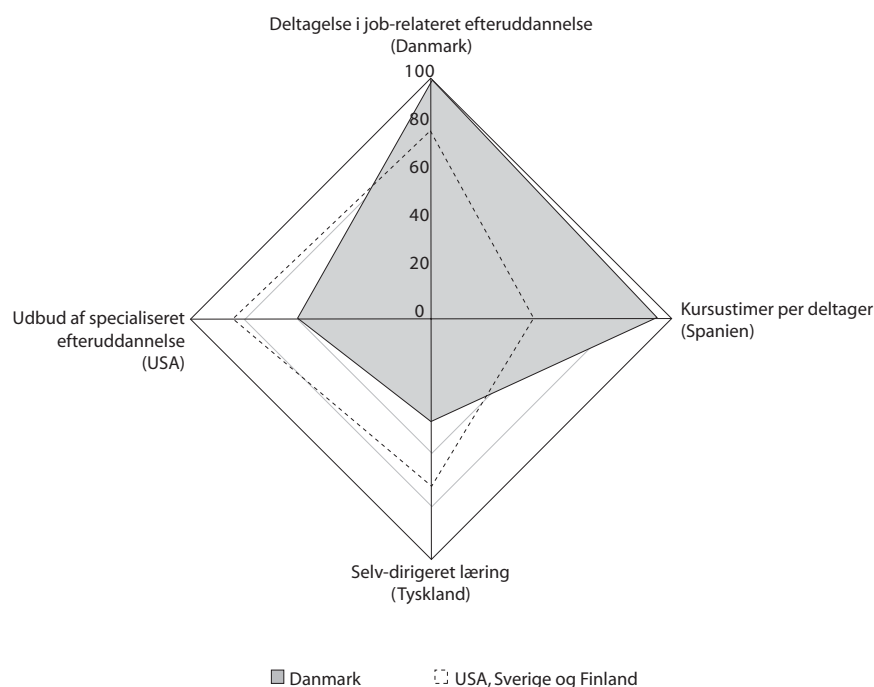 Deltagelse i job-relateret efteruddannelse
(Danmark)
100
80
60
40
20
0
Kursustimer per deltager
(Spanien)
Udbud af specialiseret
efteruddannelse
(USA)
Selv-dirigeret læring
(Tyskland)
Danmark
USA, Sverige og Finland